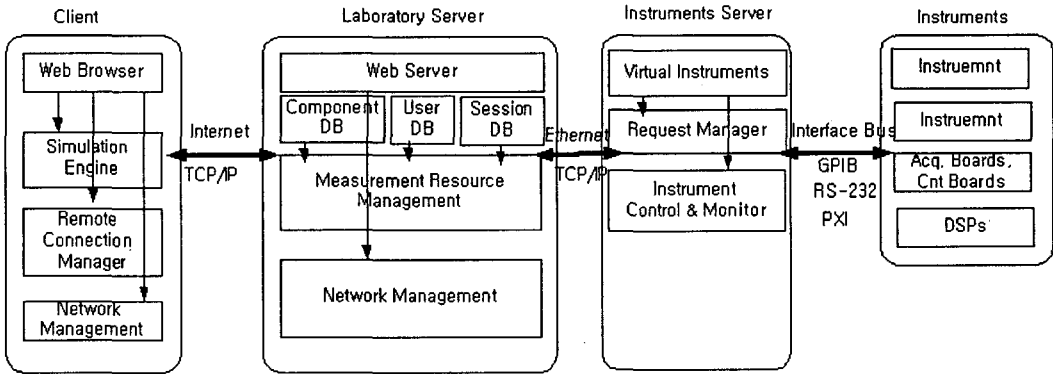 Client
Laboratory Server
Instruments Server
Instruments
Web Browser
Simulation
Engine
Remote
Connection
Manager
Network
Management
Internet
TCP/IP
Web Server
Component
DB
User
DB
Session
DB
Measurement Resource
Management
Network Management
Ethernet
TCP/IP
Virtual Instruments
Request Manager
Instrument
Control & Monitor
Interface Bus
GPIB
RS-232
PXI
Instruemnt
Instruemnt
Acq. Boards,
Cnt Boards
DSPs